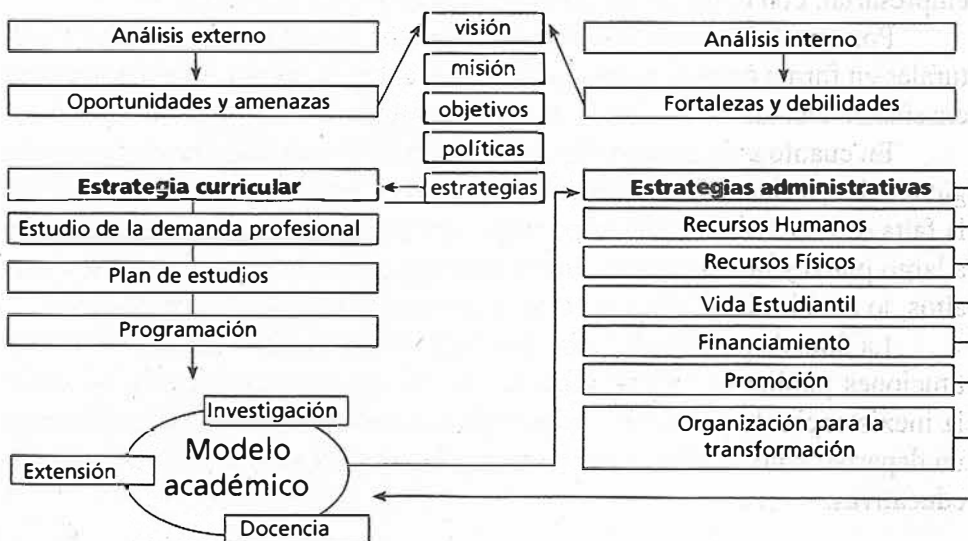 Análisis externo
Oportunidades y amenazas
visión
misión
objetivos
políticas
estrategias
Análisis interno
Fortalezas y debilidades
Estrategia curricular
Estudio de la demanda profesional
Plan de estudios
Programación
Investigación
Modelo
académico
Extensión
Docencia
Estrategias administrativas
Recursos Humanos
Recursos Físicos
Vida Estudiantil
Financiamiento
Promoción
Organización para la
transformación